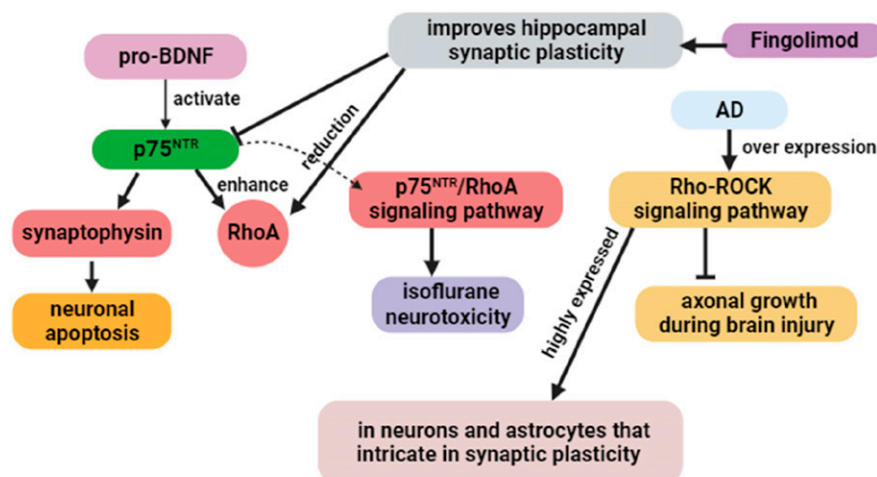 improves hippocampal
synaptic plasticity
Fingolimod
pro-BDNF
activate
AD
over expression
p75NTR
reduction
enhance
p75NTR/RhoA
signaling pathway
Rho-ROCK
signaling pathway
synaptophysin
RhoA
isoflurane
neurotoxicity
highly expressed
axonal growth
during brain injury
neuronal
apoptosis
in neurons and astrocytes that
intricate in synaptic plasticity